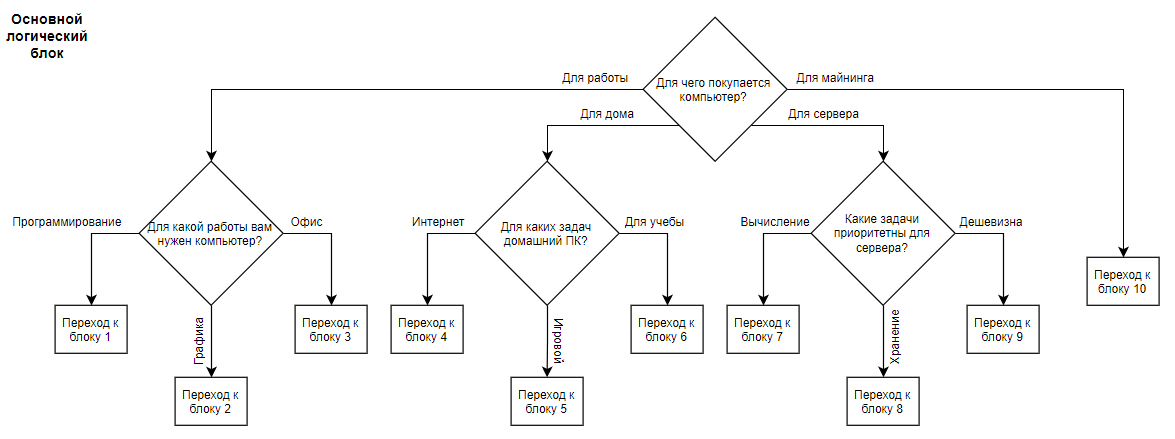 Основной
логический
блок
Для чего покупается
компьютер?
Для работы
Для майнинга
Для дома
Для сервера
Для какой работы вам
нужен компьютер?
Программирование
Офис
Графика
Для каких задач
домашний ПК?
Интернет
Для учебы
Игровой
Какие задачи
приоритетны для
сервера?
Вычисление
Дешевизна
Хранение
Переход к
блоку 1
Переход к
блоку 2
Переход к
блоку 3
Переход к
блоку 4
Переход к
блоку 5
Переход к
блоку 6
Переход к
блоку 7
Переход к
блоку 8
Переход к
блоку 9
Переход к
блоку 10